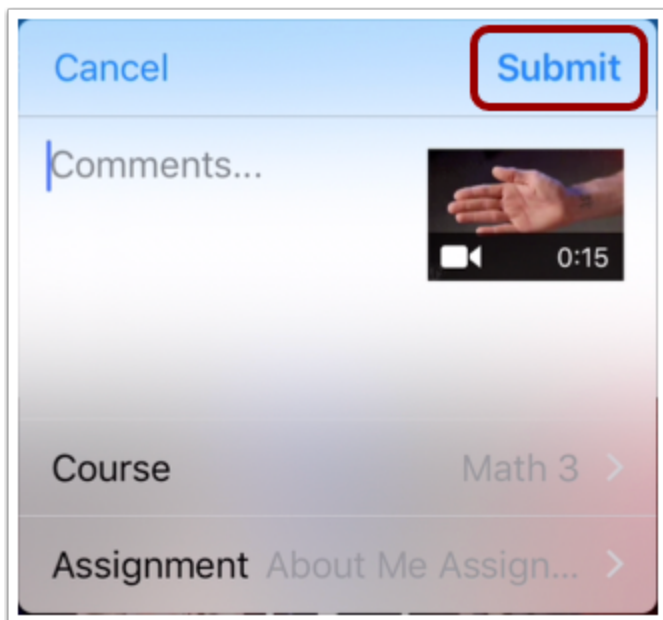 Cancel Submit
Comments...
0:15
Course Math 3
Assignment About Me Assign...